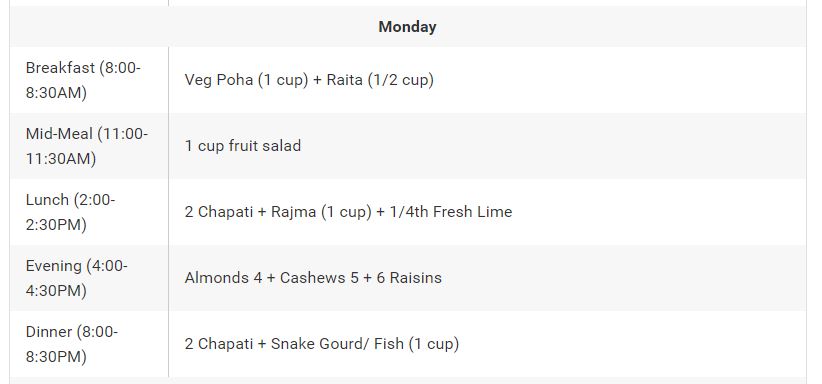 Monday
Breakfast (8:00-
8:30AM)
Veg Poha (1 cup) + Raita (1/2 cup)
Mid-Meal (11:00-
11:30AM)
1 cup fruit salad
Lunch (2:00-
2:30PM)
2 Chapati + Rajma (1 cup) + 1/4th Fresh Lime
Evening (4:00-
4:30PM)
Almonds 4 + Cashews 5 + 6 Raisins
Dinner (8:00-
8:30PM)
2 Chapati + Snake Gourd/ Fish (1 cup)